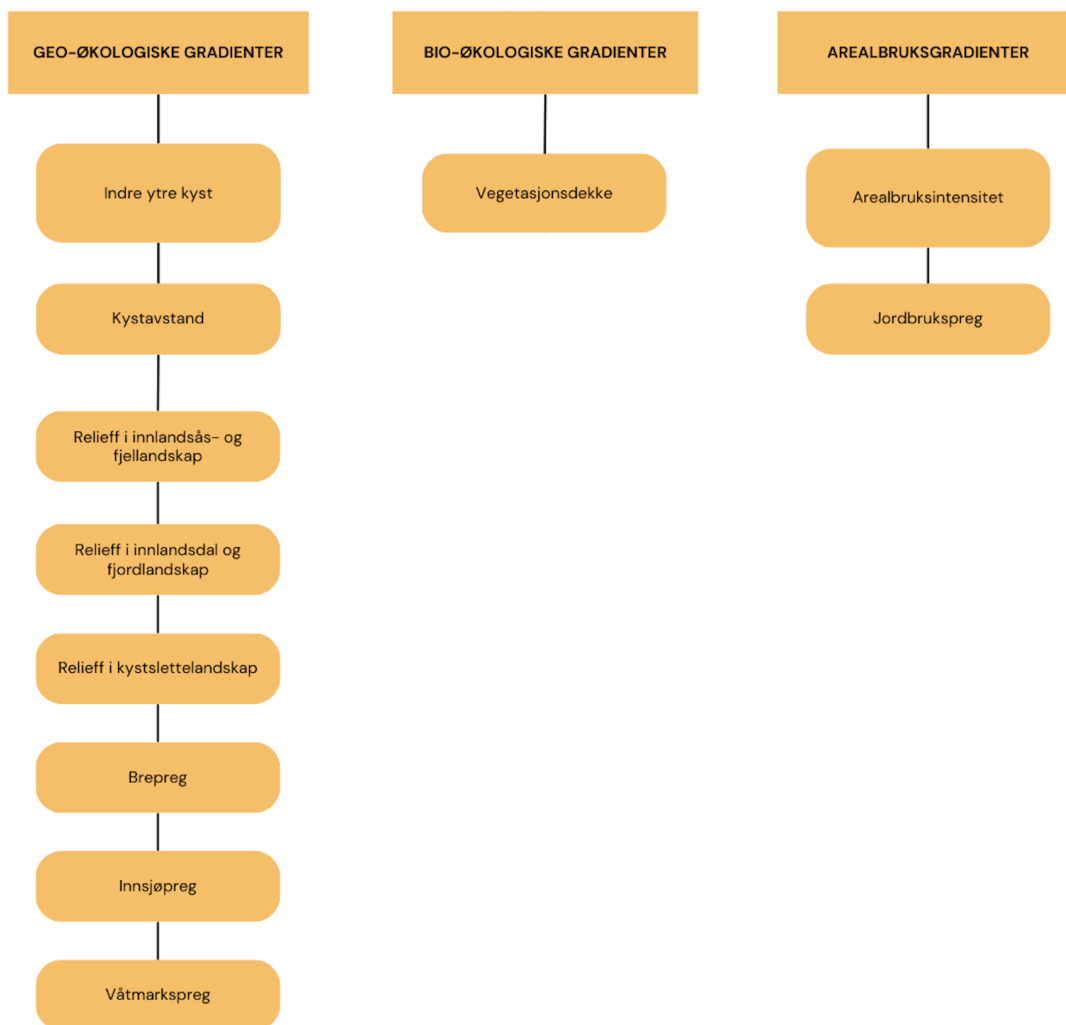 GEO-ØKOLOGISKE GRADIENTER
Indre ytre kyst
Kystavstand
Relieff i innlandsås- og
fjellandskap
Relieff i innlandsdal og
fjordlandskap
Relieff i kystslettelandskap
Brepreg
Innsjøpreg
Våtmarkspreg
BIO-ØKOLOGISKE GRADIENTER
Vegetasjonsdekke
AREALBRUKSGRADIENTER
Arealbruksintensitet
Jordbrukspreg